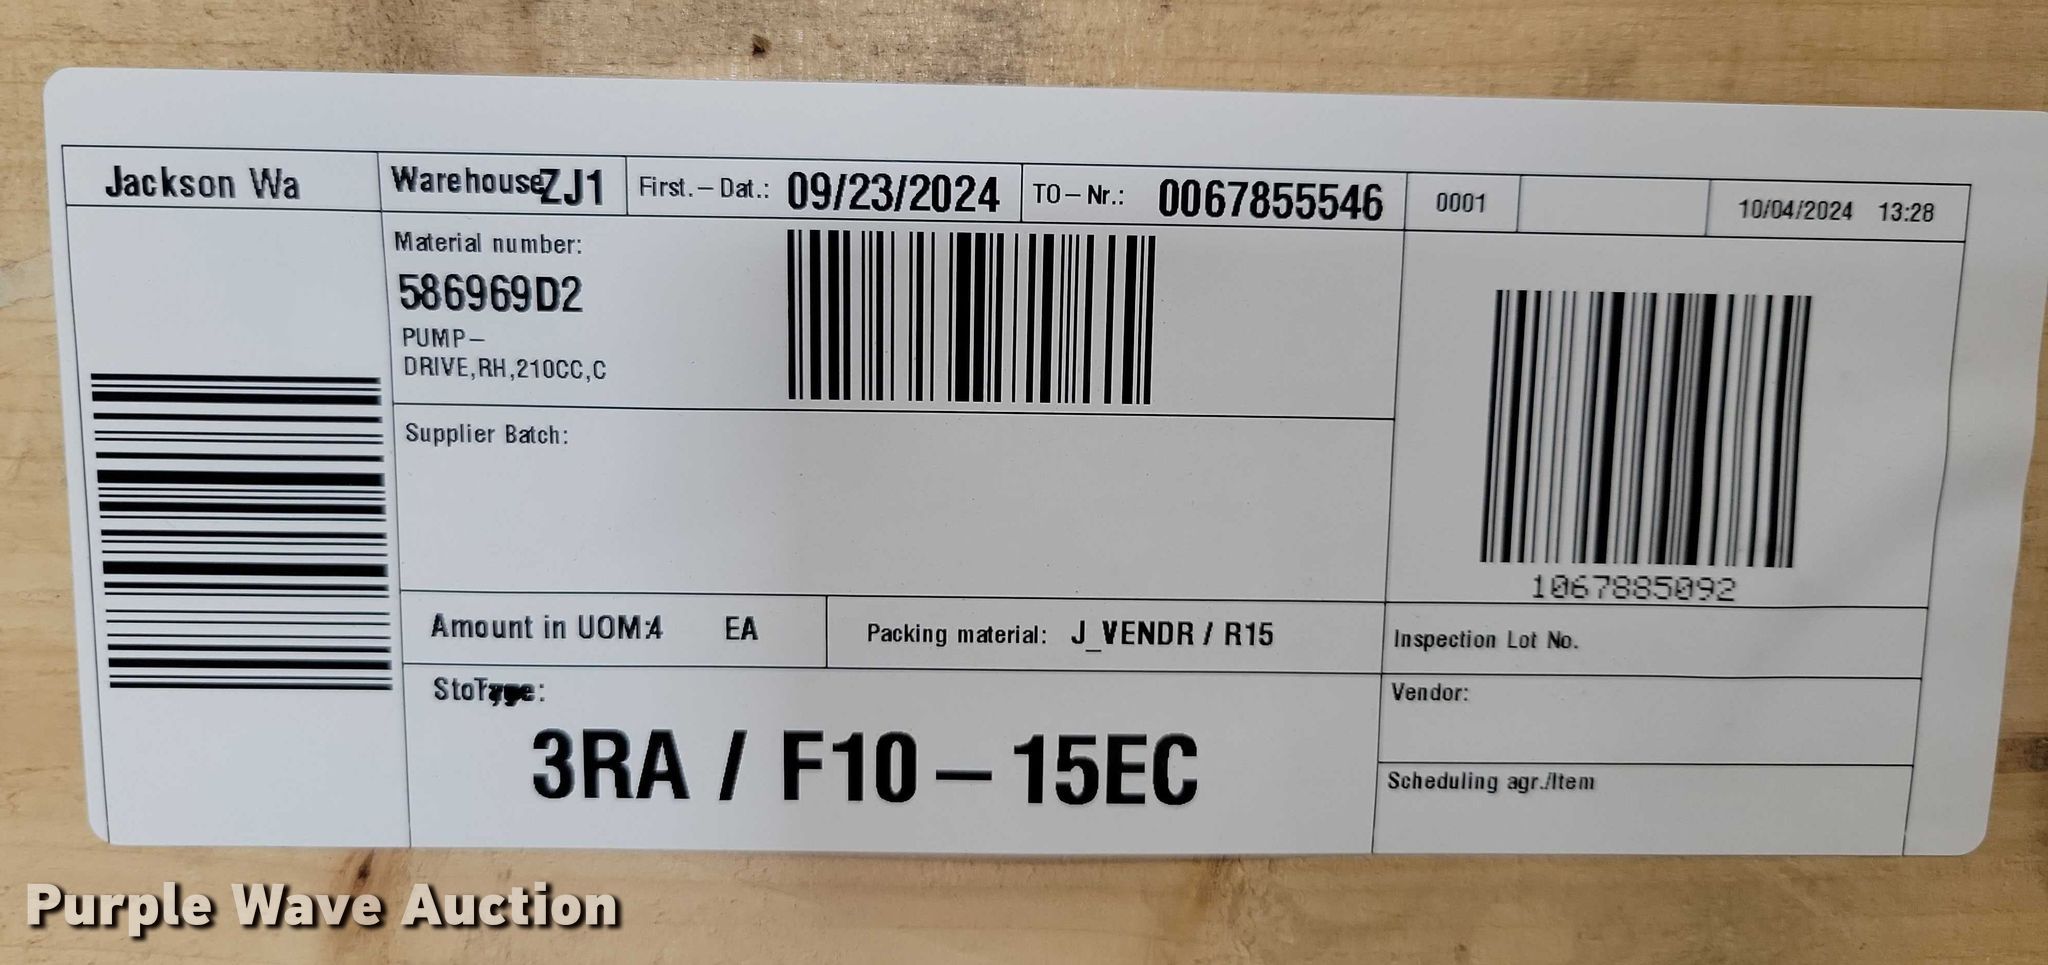 Jackson Wa
Warehouse ZJ1
First.–Dat.: 09/23/2024
TO–Nr.: 0067855546
0001
10/04/2024 13:28
Material number:
586969D2
PUMP–
DRIVE,RH,210CC,C
1067885092
Supplier Batch:
Amount in UOM:4 EA
Packing material: J_VENDR / R15
Inspection Lot No.
Vendor:
Scheduling agr./Item
3RA / F10–15EC
Purple Wave Auction